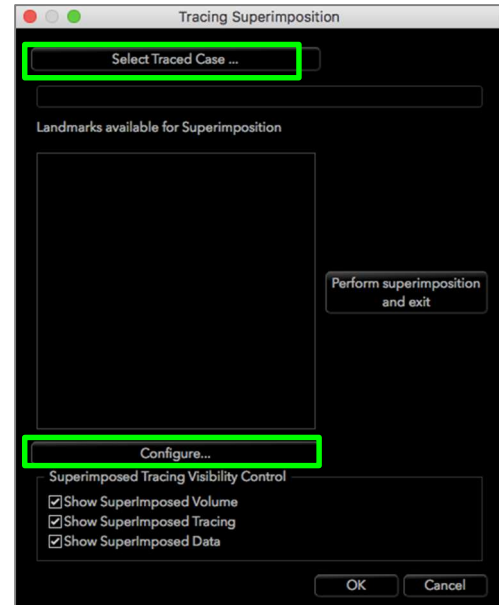 Tracing Superimposition
Select Traced Case ...
Landmarks available for Superimposition
Perform superimposition
and exit
Configure...
Superimposed Tracing Visibility Control
Show SuperImposed Volume
Show SuperImposed Tracing
Show SuperImposed Data
OK
Cancel